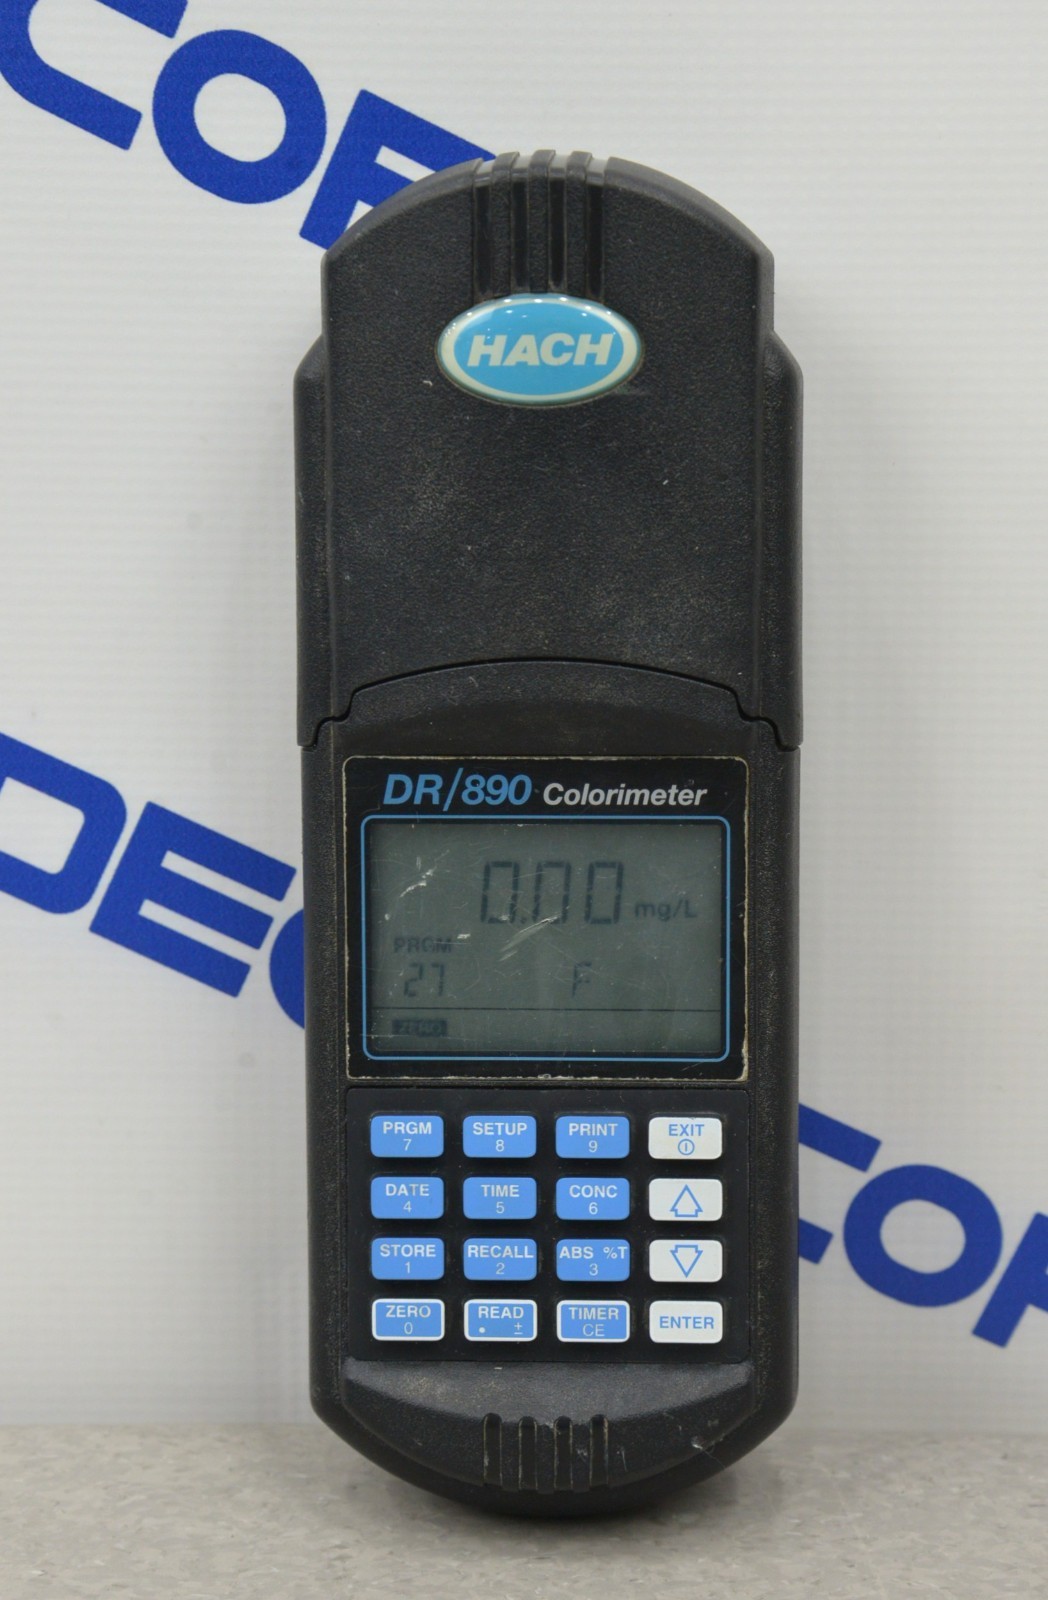 HACH
DR/890 Colorimeter
0.00 mg/L
PRGM
27 F
ZERO
PRGM 7
SETUP 8
PRINT 9
EXIT
DATE 4
TIME 5
CONC 6
STORE 1
RECALL 2
ABS %T 3
ZERO 0
READ . ±
TIMER CE
ENTER